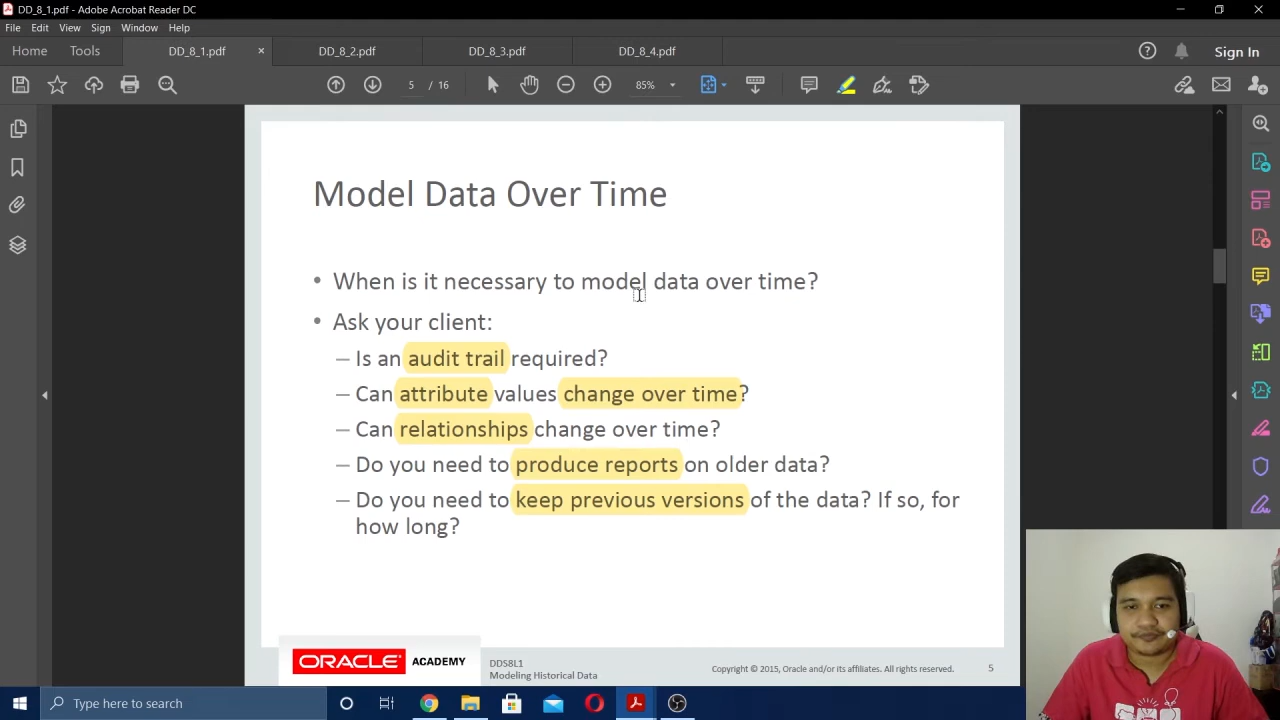 DD_8_1.pdf - Adobe Acrobat Reader DC
File Edit View Sign Window Help
Home Tools DD_8_1.pdf × DD_8_2.pdf DD_8_3.pdf DD_8_4.pdf Sign In
5 / 16 85%
Model Data Over Time
• When is it necessary to model data over time?
• Ask your client:
– Is an audit trail required?
– Can attribute values change over time?
– Can relationships change over time?
– Do you need to produce reports on older data?
– Do you need to keep previous versions of the data? If so, for
how long?
ORACLE ACADEMY
DDS8L1
Modeling Historical Data
Copyright © 2015, Oracle and/or its affiliates. All rights reserved. 5
Type here to search